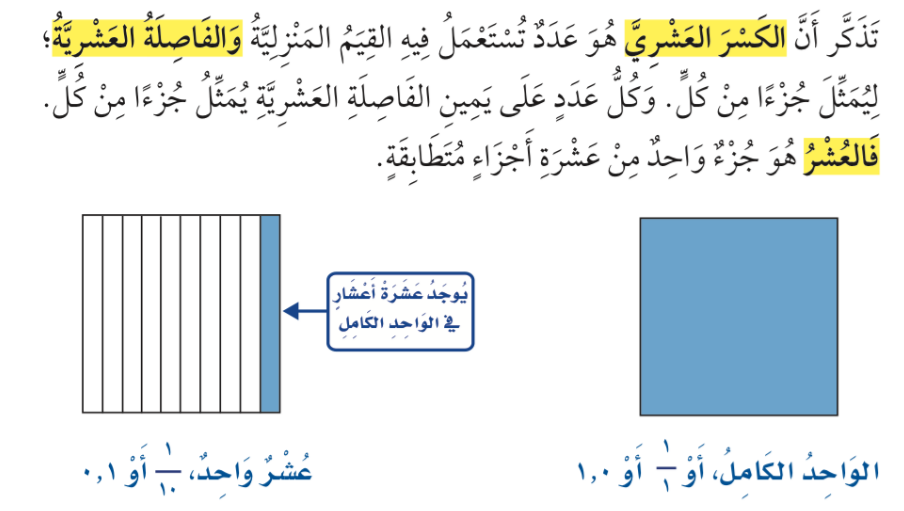 تَذَكَّر أَنَّ الكَسْرَ العَشْرِيَّ هُوَ عَدَدٌ تُسْتَعْمَلُ فِيهِ القِيَمُ المَنْزِلِيَّةُ وَالفَاصِلَةُ العَشْرِيَّةُ؛
لِيُمَثِّلَ جُزْءًا مِنْ كُلٍّ. وَكُلُّ عَدَدٍ عَلَى يَمِينِ الفَاصِلَةِ العَشْرِيَّةِ يُمَثِّلُ جُزْءًا مِنْ كُلٍّ.
فَالعُشْرُ هُوَ جُزْءٌ وَاحِدٌ مِنْ عَشْرَةِ أَجْزَاءٍ مُتَطَابِقَةٍ.
يُوجَدُ عَشَرَةُ أَعْشَارٍ
فِي الوَاحِدِ الكَامِلِ
الوَاحِدُ الكَامِلُ، أَوْ ١/١ أَوْ ١,٠
عُشْرٌ وَاحِدٌ، ١/١٠ أَوْ ٠,١